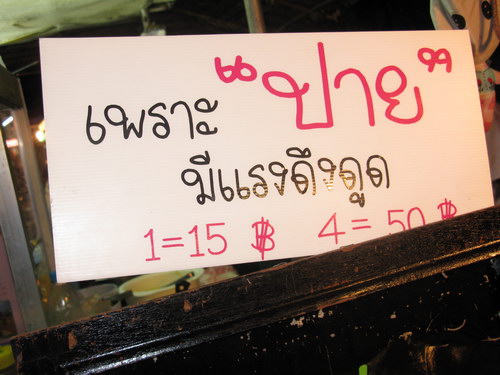 เพราะ “ปาย”
มีแรงดึงดูด
1=15 ฿ 4=50 ฿